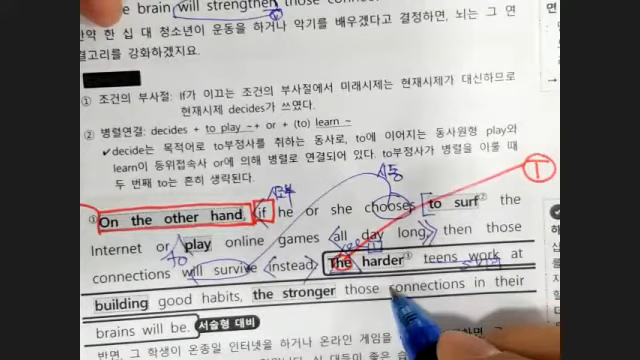 e brain will strengthen those conne
만약 한 십 대 청소년이 운동을 하거나 악기를 배우겠다고 결정하면, 뇌는 그 연
결고리를 강화하겠지요.
① 조건의 부사절: If가 이끄는 조건의 부사절에서 미래시제는 현재시제가 대신하므로
현재시제 decides가 쓰였다.
② 병렬연결: decides + to play ~ + or + (to) learn ~
✔decide는 목적어로 to부정사를 취하는 동사로, to에 이어지는 동사원형 play와
learn이 등위접속사 or에 의해 병렬로 연결되어 있다. to부정사가 병렬을 이룰 때
두 번째 to는 흔히 생략된다.
①On the other hand, if he or she chooses to surf② the
Internet or play online games all day long, then those
to
connections will survive instead. The harder③ teens work at
building good habits, the stronger those connections in their
brains will be. 서술형 대비
반면, 그 학생이 온종일 인터넷을 하거나 온라인 게임을
T
면
→
해